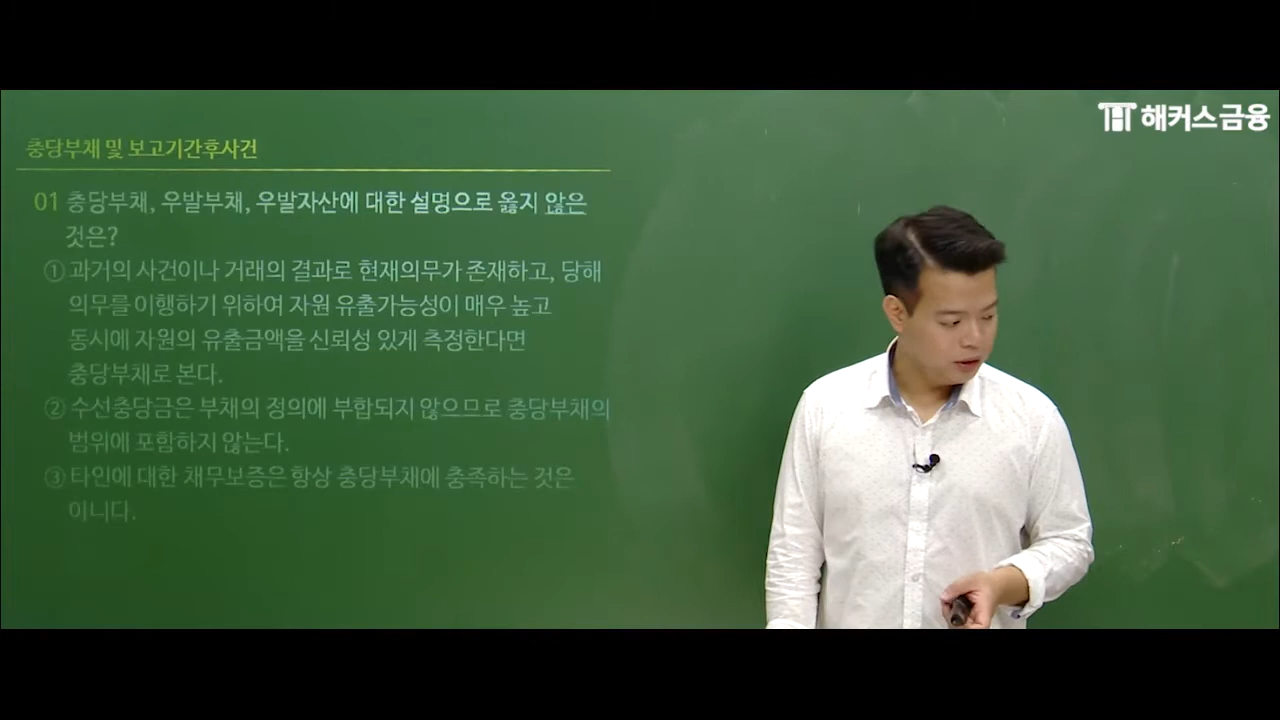 해커스금융
충당부채 및 보고기간후사건
01 충당부채, 우발부채, 우발자산에 대한 설명으로 옳지 않은
것은?
① 과거의 사건이나 거래의 결과로 현재의무가 존재하고, 당해
의무를 이행하기 위하여 자원 유출가능성이 매우 높고
동시에 자원의 유출금액을 신뢰성 있게 측정한다면
충당부채로 본다.
② 수선충당금은 부채의 정의에 부합되지 않으므로 충당부채의
범위에 포함하지 않는다.
③ 타인에 대한 채무보증은 항상 충당부채에 충족하는 것은
아니다.